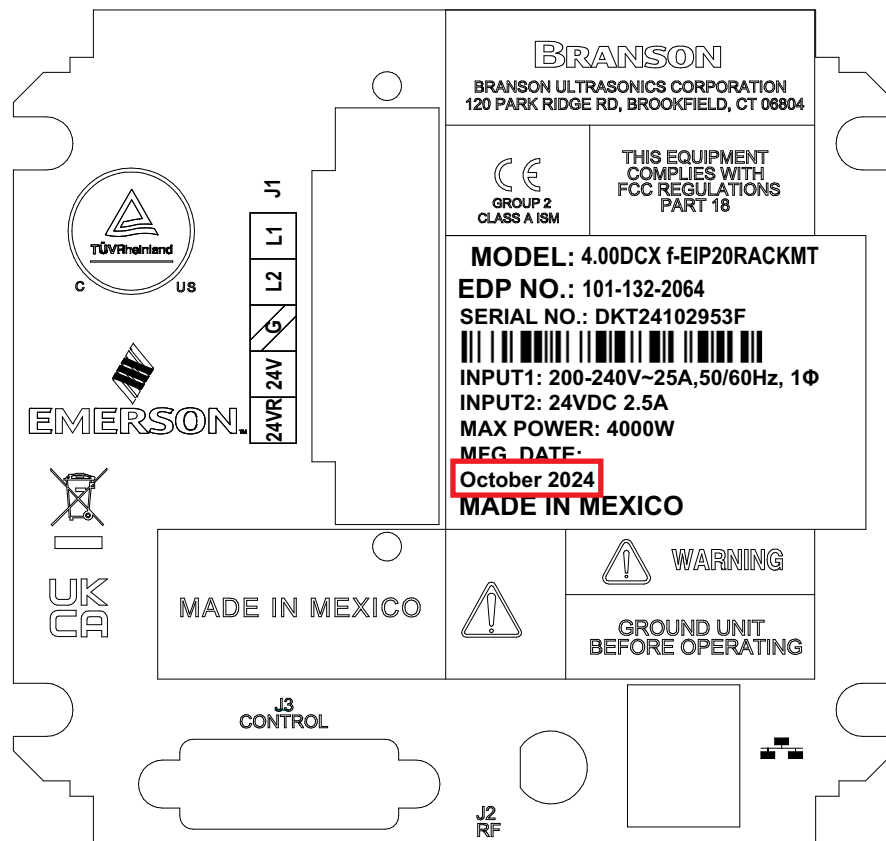 BRANSON
BRANSON ULTRASONICS CORPORATION
120 PARK RIDGE RD, BROOKFIELD, CT 06804
CE
GROUP 2
CLASS A ISM
THIS EQUIPMENT
COMPLIES WITH
FCC REGULATIONS
PART 18
TÜVRheinland
C US
J1
L1
L2
G
24V
24VR
EMERSON™
UK
CA
MODEL: 4.00DCX f-EIP20RACKMT
EDP NO.: 101-132-2064
SERIAL NO.: DKT24102953F
INPUT1: 200-240V~25A,50/60Hz, 1Φ
INPUT2: 24VDC 2.5A
MAX POWER: 4000W
MFG. DATE:
October 2024
MADE IN MEXICO
MADE IN MEXICO
WARNING
GROUND UNIT
BEFORE OPERATING
J3
CONTROL
J2
RF